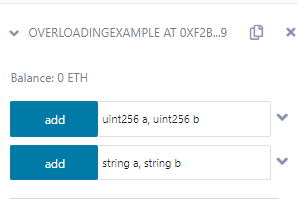 OVERLOADINGEXAMPLE AT 0XF2B...9
Balance: 0 ETH
add uint256 a, uint256 b
add string a, string b